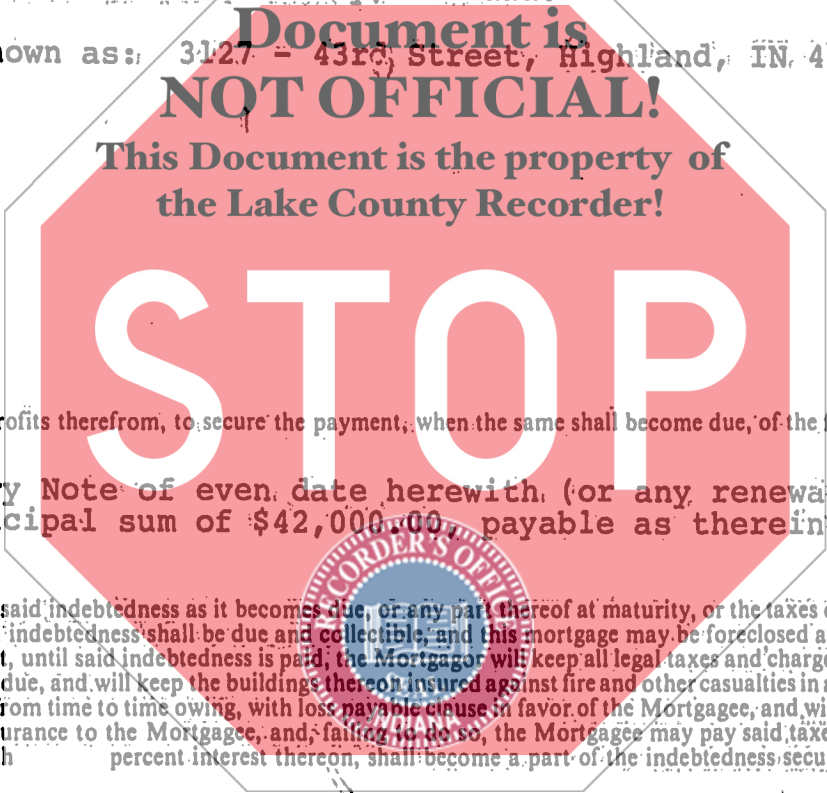 Document is
own as: 3127 - 43rd Street, Highland, IN 4
NOT OFFICIAL!
This Document is the property of
the Lake County Recorder!
STOP
ofits therefrom, to secure the payment, when the same shall become due, of the f
y Note of even date herewith (or any renewa
cipal sum of $42,000.00, payable as therein
RECORDER'S OFFICE
said indebtedness as it becomes due, or any part thereof at maturity, or the taxes
indebtedness shall be due and collectible, and this mortgage may be foreclosed a
t, until said indebtedness is paid, the Mortgagor will keep all legal taxes and charge
due, and will keep the buildings thereon insured against fire and other casualties in
rom time to time owing, with loss payable clause in favor of the Mortgagee, and wi
INDIANA
urance to the Mortgagee, and, failing to do so, the Mortgagee may pay said taxe
h percent interest thereon, shall become a part of the indebtedness secu